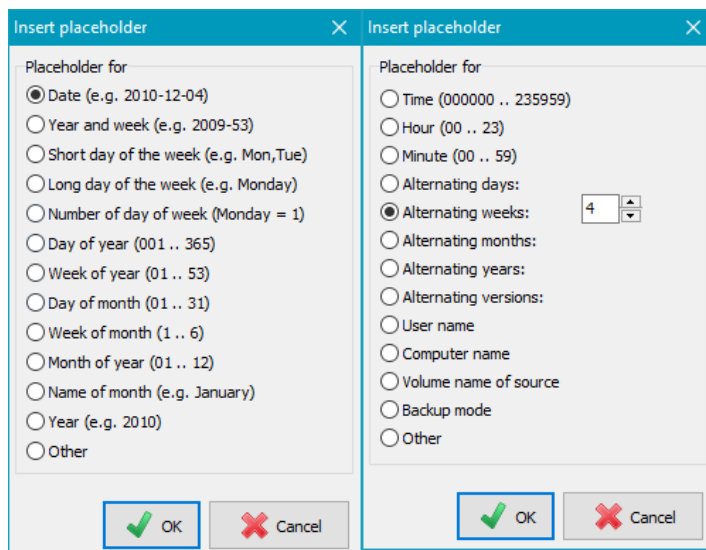 Insert placeholder
Placeholder for
Date (e.g. 2010-12-04)
Year and week (e.g. 2009-53)
Short day of the week (e.g. Mon,Tue)
Long day of the week (e.g. Monday)
Number of day of week (Monday = 1)
Day of year (001 .. 365)
Week of year (01 .. 53)
Day of month (01 .. 31)
Week of month (1 .. 6)
Month of year (01 .. 12)
Name of month (e.g. January)
Year (e.g. 2010)
Other
OK
Cancel
Insert placeholder
Placeholder for
Time (000000 .. 235959)
Hour (00 .. 23)
Minute (00 .. 59)
Alternating days:
Alternating weeks: 4
Alternating months:
Alternating years:
Alternating versions:
User name
Computer name
Volume name of source
Backup mode
Other
OK
Cancel